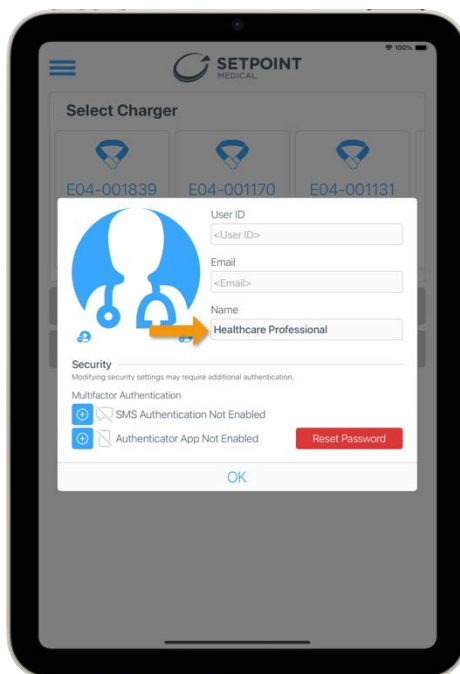 100%
SETPOINT
MEDICAL
Select Charger
E04-001839 E04-001170 E04-001131
User ID
<User ID>
Email
<Email>
Name
Healthcare Professional
Security
Modifying security settings may require additional authentication.
Multifactor Authentication
SMS Authentication Not Enabled
Authenticator App Not Enabled
Reset Password
OK